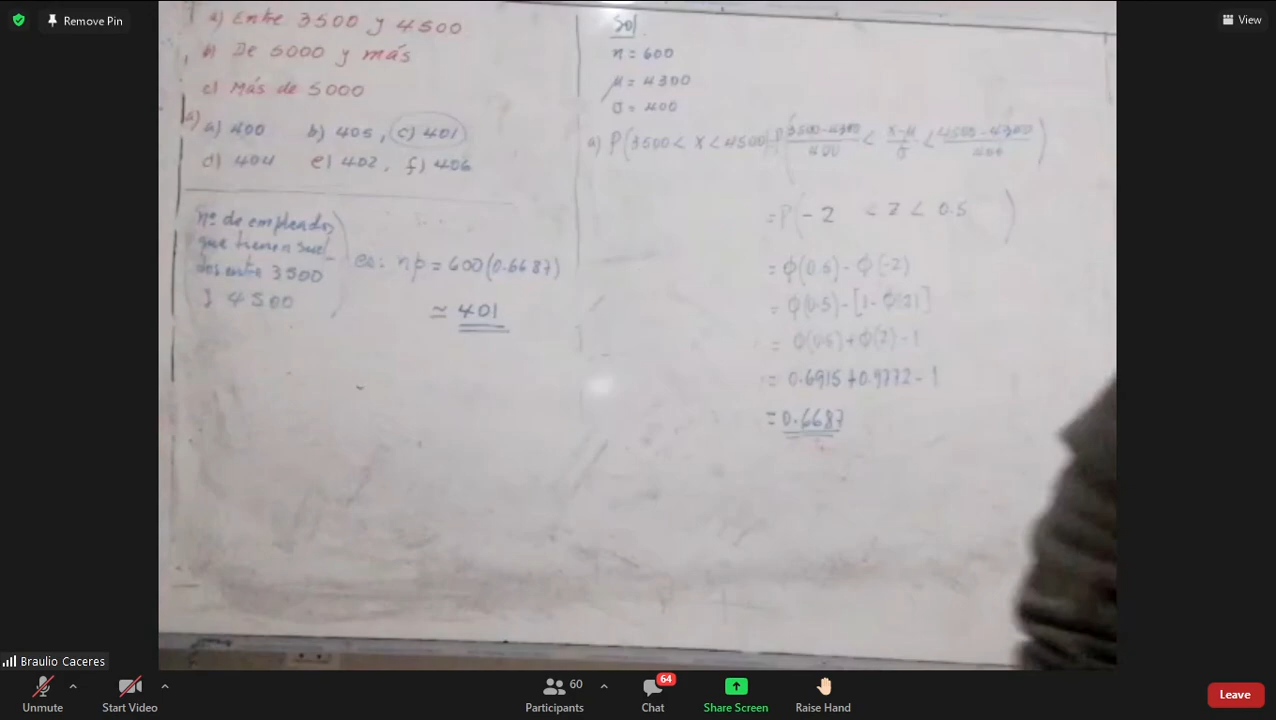 Remove Pin
View
a) Entre 3500 y 4500
b) De 5000 y más
c) Más de 5000
a) a) 400 b) 405, c) 401
d) 404 e) 402, f) 406
nº de empleados
que tienen suel-
dos entre 3500
y 4500
es: np = 600(0.6687)
≃ 401
Sol.
n = 600
μ = 4300
σ = 400
a) P(3500 < x < 4500) = P(3500-4300/400 < x-μ/σ < 4500-4300/400)
= P(-2 < Z < 0.5)
= φ(0.5) - φ(-2)
= φ(0.5) - [1 - φ(2)]
= φ(0.5) + φ(2) - 1
= 0.6915 + 0.9772 - 1
= 0.6687
Braulio Caceres
Unmute
Start Video
60
Participants
64
Chat
Share Screen
Raise Hand
Leave